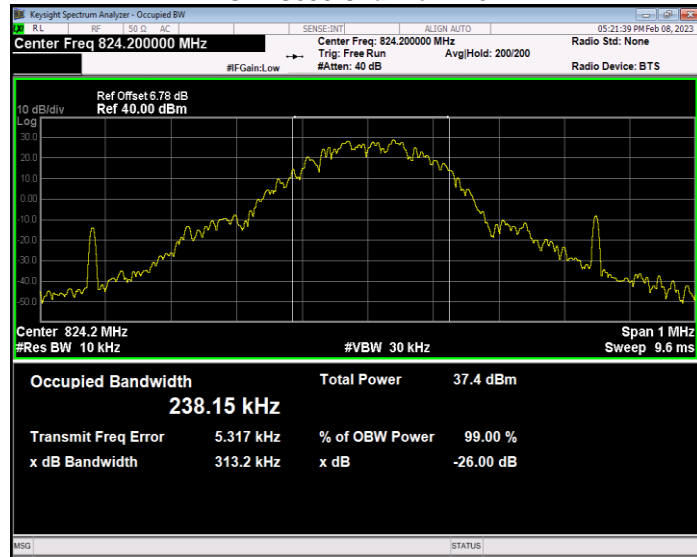 Keysight Spectrum Analyzer - Occupied BW
RL RF 50 Ω AC SENSE:INT ALIGN AUTO 05:21:39 PM Feb 08, 2023
Center Freq 824.200000 MHz Center Freq: 824.200000 MHz Radio Std: None
Trig: Free Run Avg|Hold: 200/200
#IFGain:Low #Atten: 40 dB Radio Device: BTS
Ref Offset 6.78 dB
10 dB/div Ref 40.00 dBm
Log
30.0
20.0
10.0
0.00
-10.0
-20.0
-30.0
-40.0
-50.0
Center 824.2 MHz Span 1 MHz
#Res BW 10 kHz #VBW 30 kHz Sweep 9.6 ms
Occupied Bandwidth Total Power 37.4 dBm
238.15 kHz
Transmit Freq Error 5.317 kHz % of OBW Power 99.00 %
x dB Bandwidth 313.2 kHz x dB -26.00 dB
MSG STATUS